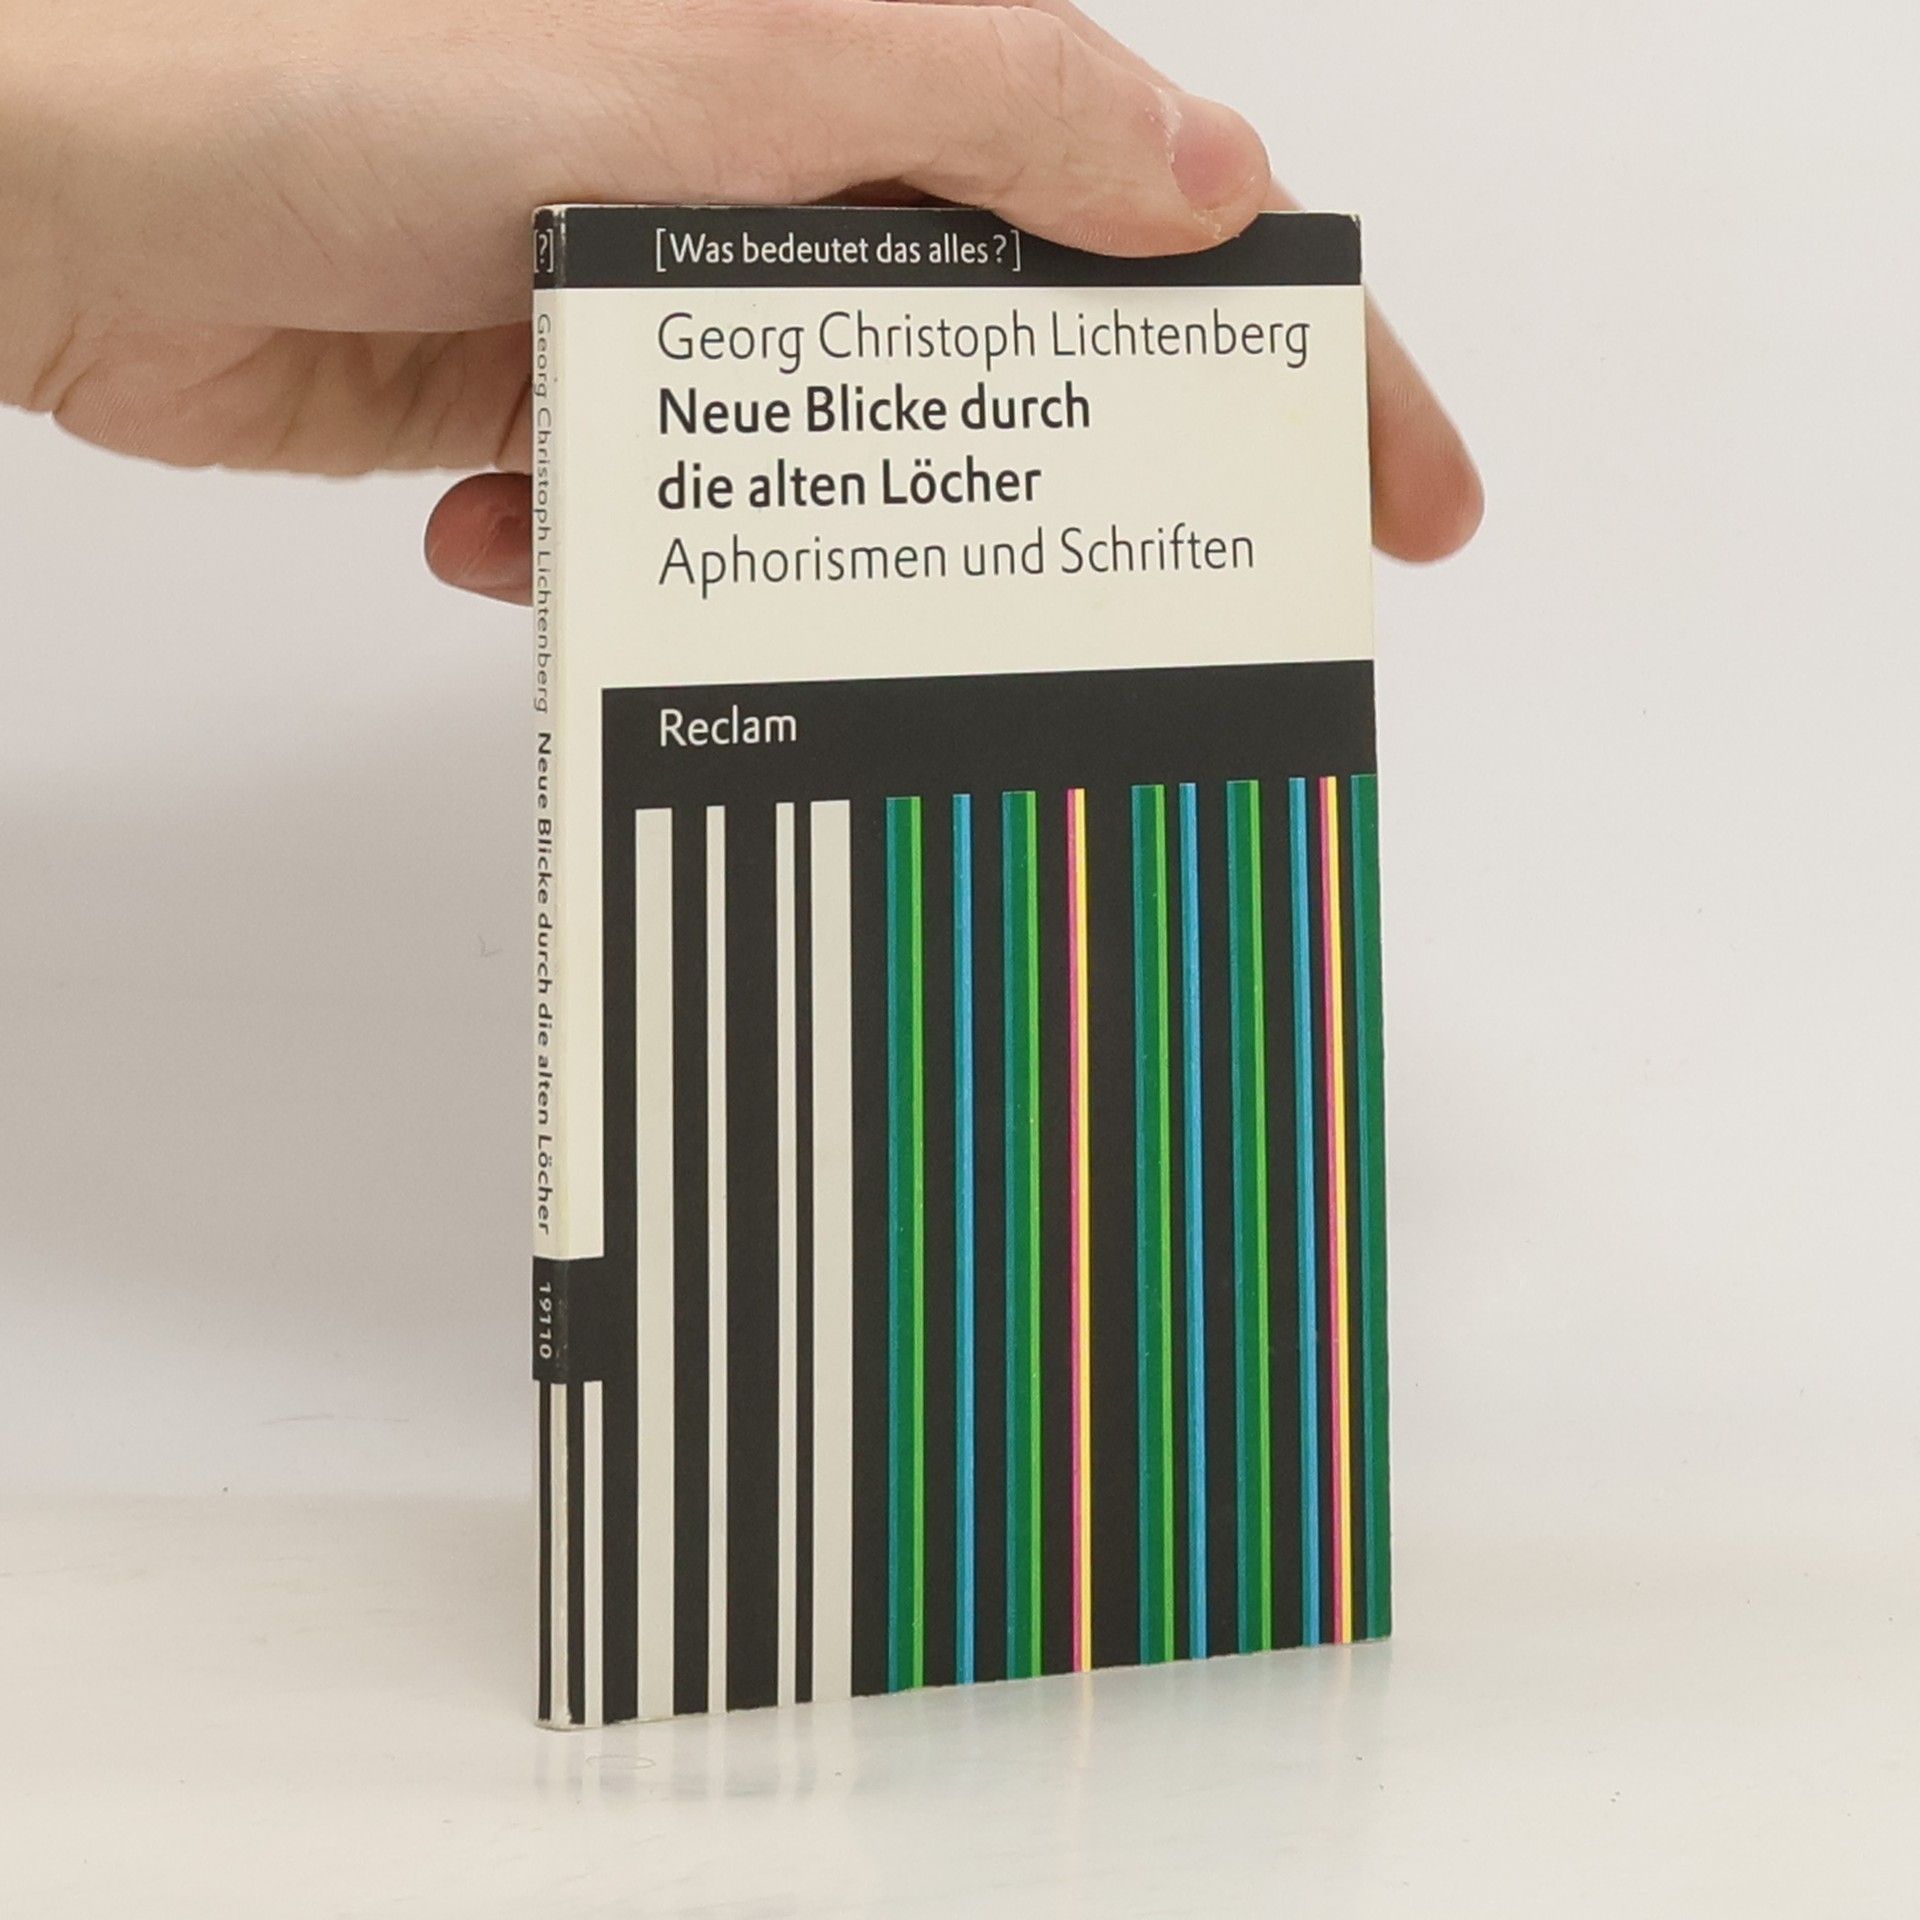 [Was bedeutet das alles?]
Georg Christoph Lichtenberg
Neue Blicke durch
die alten Löcher
Aphorismen und Schriften
Reclam
[?]
Georg Christoph Lichtenberg Neue Blicke durch die alten Löcher
19110